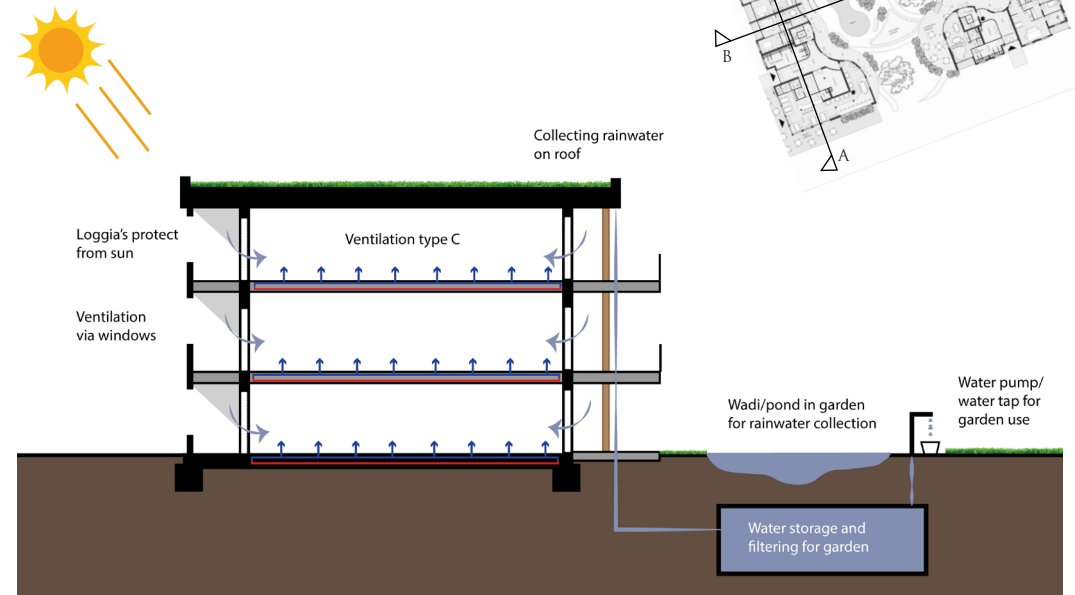 B
A
Collecting rainwater
on roof
Loggia's protect
from sun
Ventilation type C
Ventilation
via windows
Wadi/pond in garden
for rainwater collection
Water pump/
water tap for
garden use
Water storage and
filtering for garden